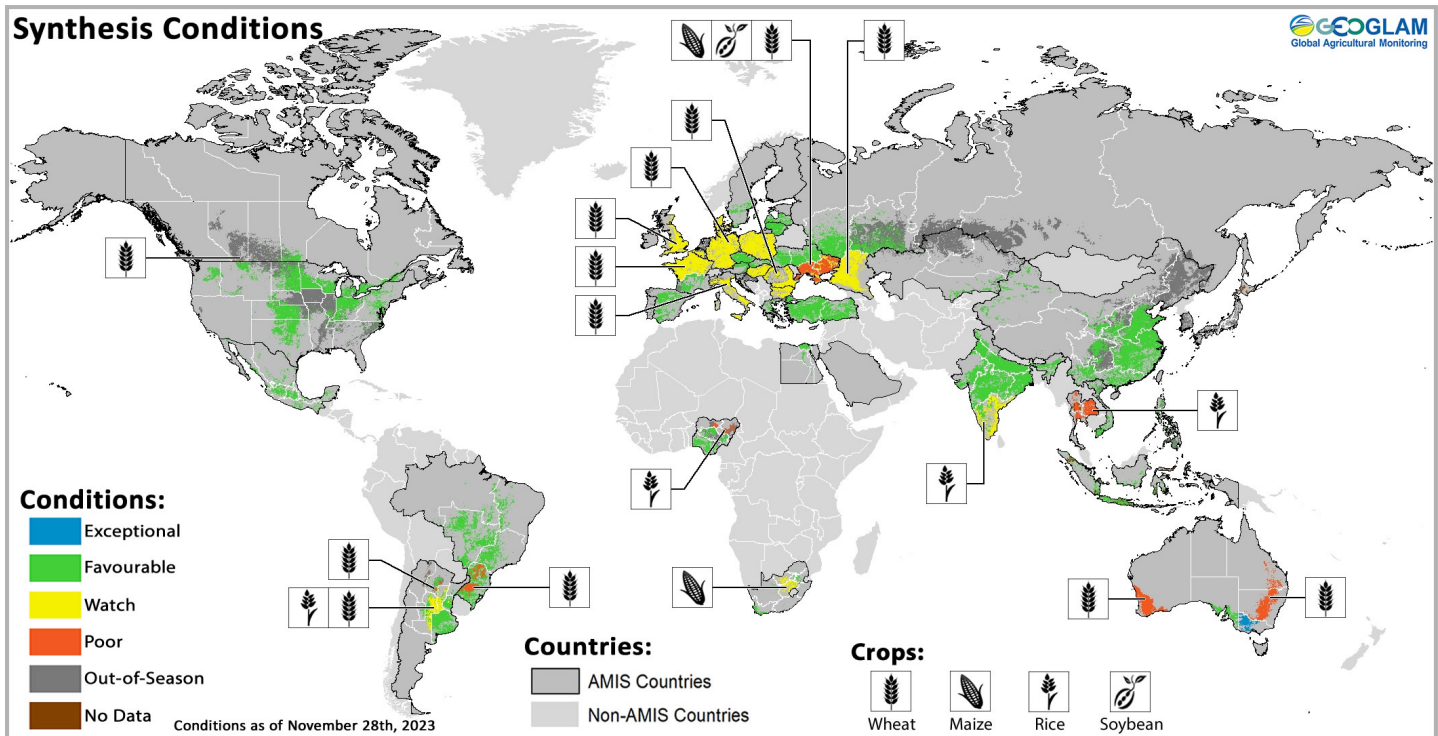 Synthesis Conditions
GEOGLAM
Global Agricultural Monitoring
Conditions:
Exceptional
Favourable
Watch
Poor
Out-of-Season
No Data
Conditions as of November 28th, 2023
Countries:
AMIS Countries
Non-AMIS Countries
Crops:
Wheat
Maize
Rice
Soybean